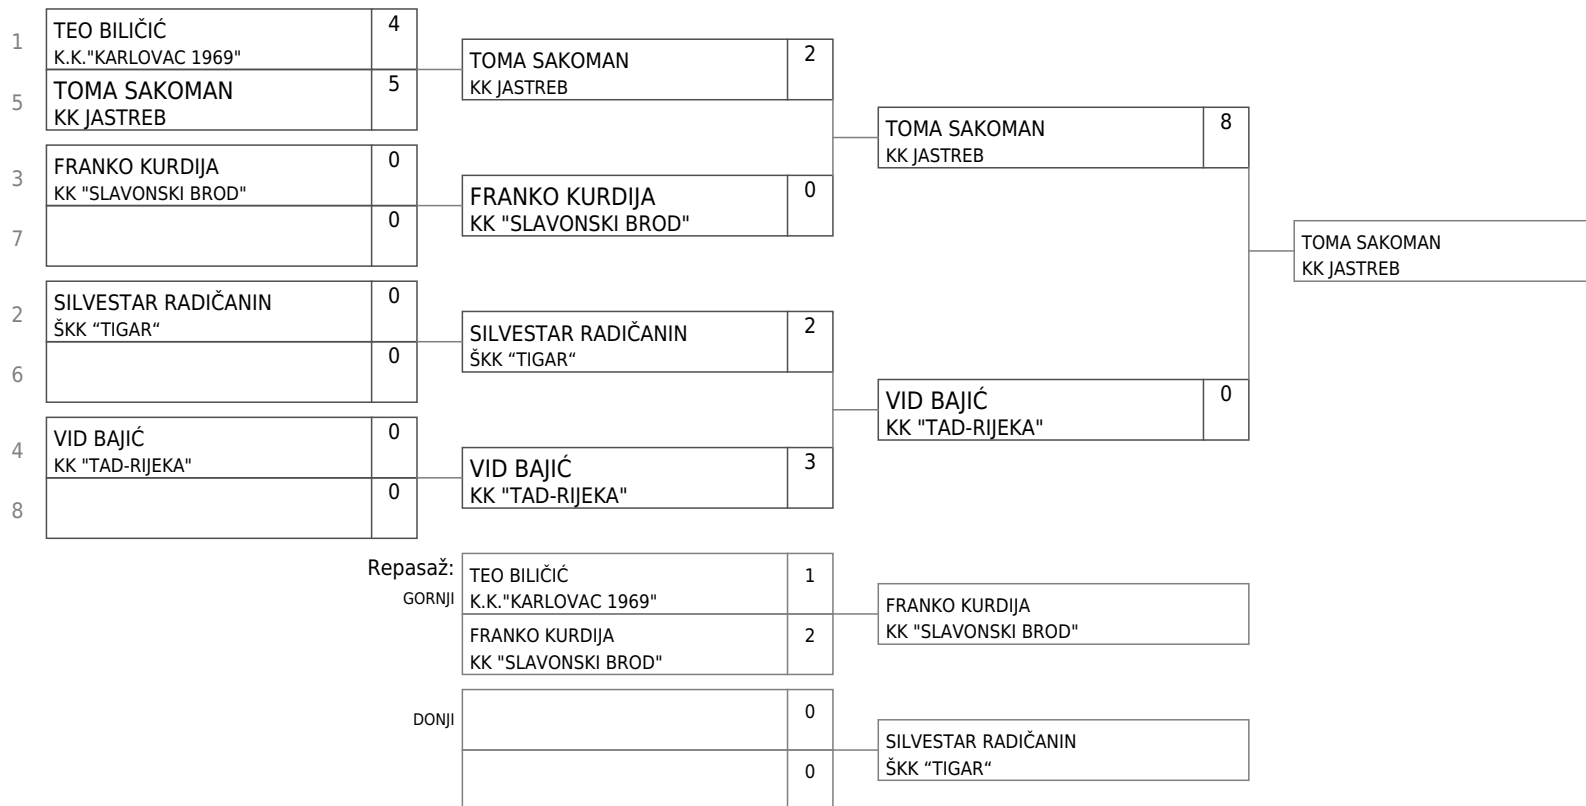 1
TEO BILIČIĆ
K.K."KARLOVAC 1969"
4
5
TOMA SAKOMAN
KK JASTREB
5
3
FRANKO KURDIJA
KK "SLAVONSKI BROD"
0
7
0
2
SILVESTAR RADIČANIN
ŠKK “TIGAR“
0
6
0
4
VID BAJIĆ
KK "TAD-RIJEKA"
0
8
0
TOMA SAKOMAN
KK JASTREB
2
FRANKO KURDIJA
KK "SLAVONSKI BROD"
0
SILVESTAR RADIČANIN
ŠKK “TIGAR“
2
VID BAJIĆ
KK "TAD-RIJEKA"
3
TOMA SAKOMAN
KK JASTREB
8
VID BAJIĆ
KK "TAD-RIJEKA"
0
TOMA SAKOMAN
KK JASTREB
Repasaž:
GORNJI
TEO BILIČIĆ
K.K."KARLOVAC 1969"
1
FRANKO KURDIJA
KK "SLAVONSKI BROD"
2
FRANKO KURDIJA
KK "SLAVONSKI BROD"
DONJI
0
0
SILVESTAR RADIČANIN
ŠKK “TIGAR“